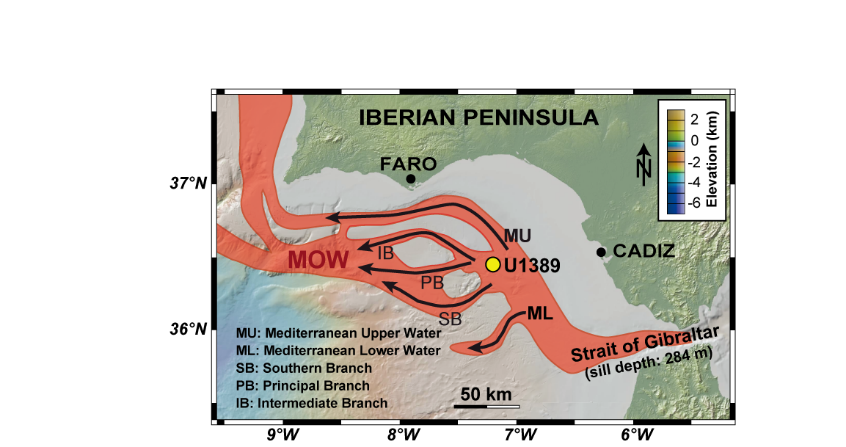 IBERIAN PENINSULA
2
0
-2
-4
-6
Elevation (km)
N
FARO
37°N
MU
CADIZ
IB
MOW
U1389
PB
ML
SB
36°N
Strait of Gibraltar
(sill depth: 284 m)
MU: Mediterranean Upper Water
ML: Mediterranean Lower Water
SB: Southern Branch
PB: Principal Branch
IB: Intermediate Branch
50 km
9°W 8°W 7°W 6°W